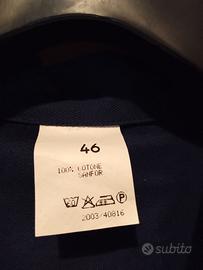 46
100% COTONE
SANFOR
P
2003/40816
subito